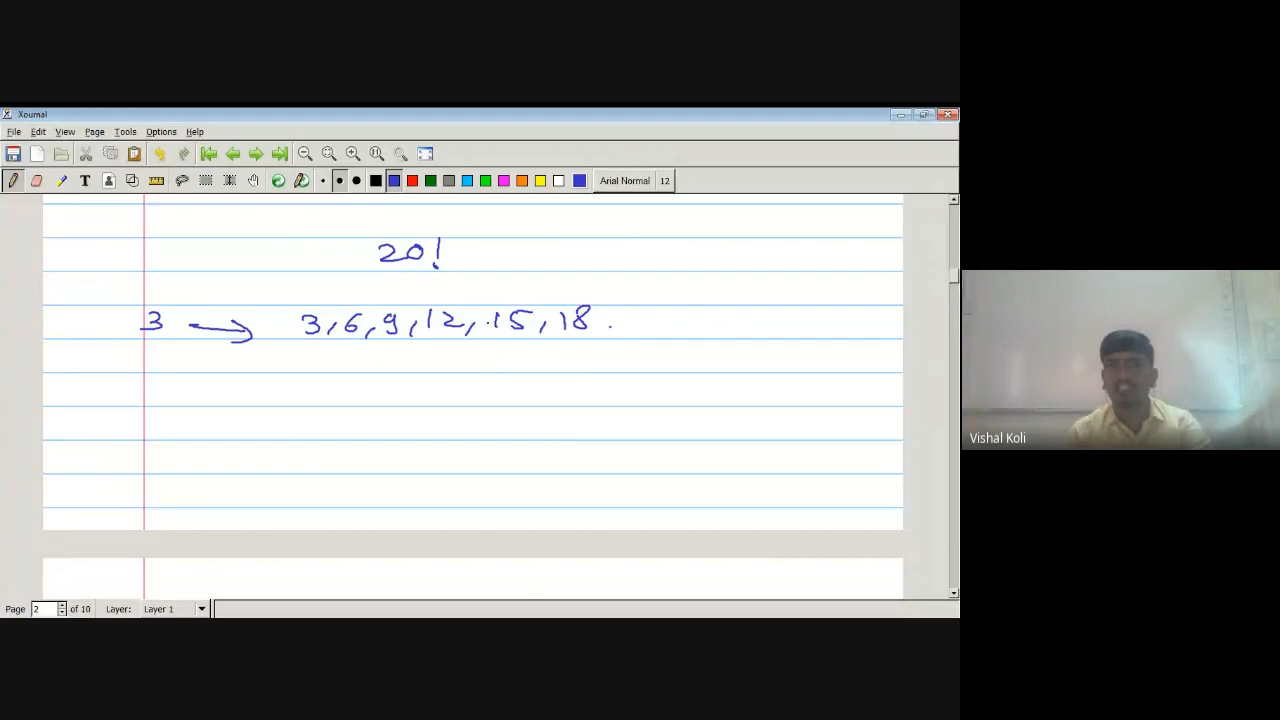 Xournal
File Edit View Page Tools Options Help
Arial Normal 12
20!
3 → 3, 6, 9, 12, 15, 18 .
Vishal Koli
Page 2 of 10 Layer: Layer 1